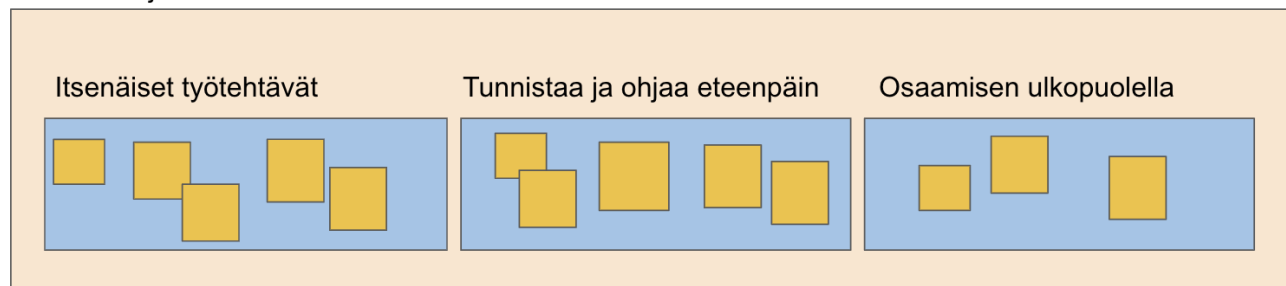 Itsenäiset työtehtävät
Tunnistaa ja ohjaa eteenpäin
Osaamisen ulkopuolella